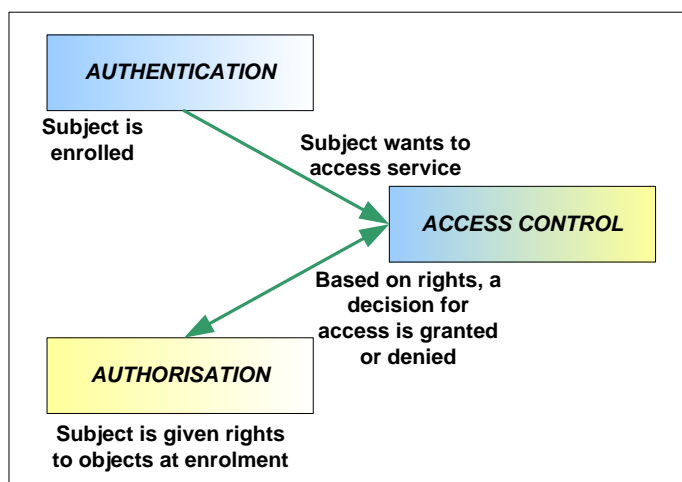 AUTHENTICATION
Subject is
enrolled
Subject wants to
access service
ACCESS CONTROL
Based on rights, a
decision for
access is granted
or denied
AUTHORISATION
Subject is given rights
to objects at enrolment